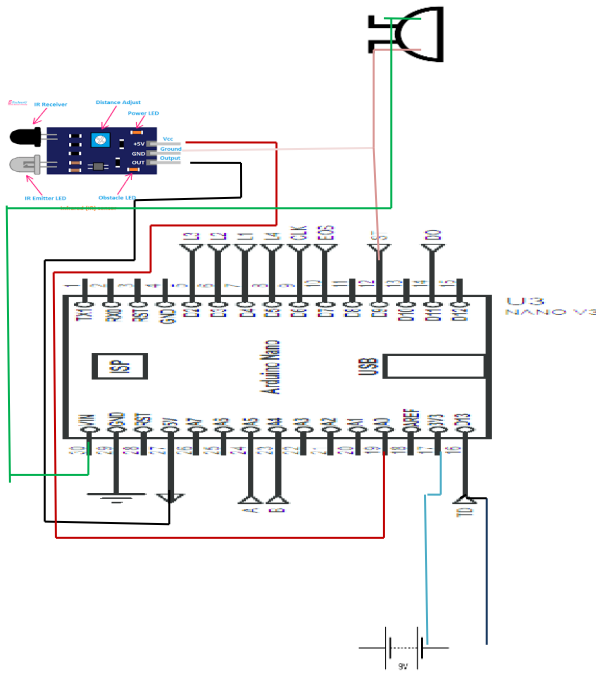 IR Receiver
Distance Adjust
Power LED
Vcc
+5V
Ground
GND
Output
OUT
IR Emitter LED
Obstacle LED
L3 L2 L1 L4 CLK EOS ST DO
1 2 3 4 5 6 7 8 9 10 11 12 13 14 15
TX1 RX0 RST GND D2 D3 D4 D5 D6 D7 D8 D9 D10 D11 D12
U3
NANO V3
ISP
Arduino Nano
USB
VIN GND RST 5V A7 A6 A5 A4 A3 A2 A1 A0 AREF 3V3 D13
30 29 28 27 26 25 24 23 22 21 20 19 18 17 16
A B TD
9V